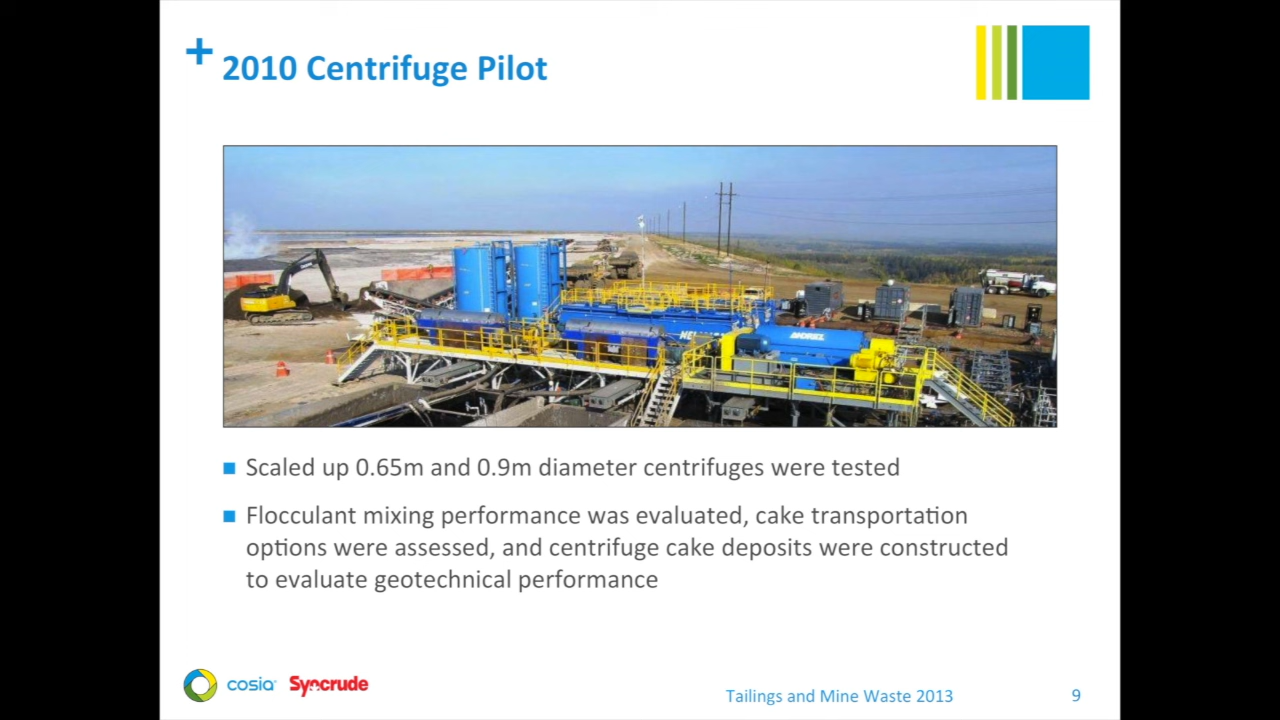 + 2010 Centrifuge Pilot
ANDRITZ
■ Scaled up 0.65m and 0.9m diameter centrifuges were tested
■ Flocculant mixing performance was evaluated, cake transportation
options were assessed, and centrifuge cake deposits were constructed
to evaluate geotechnical performance
cosia Syncrude
Tailings and Mine Waste 2013 9